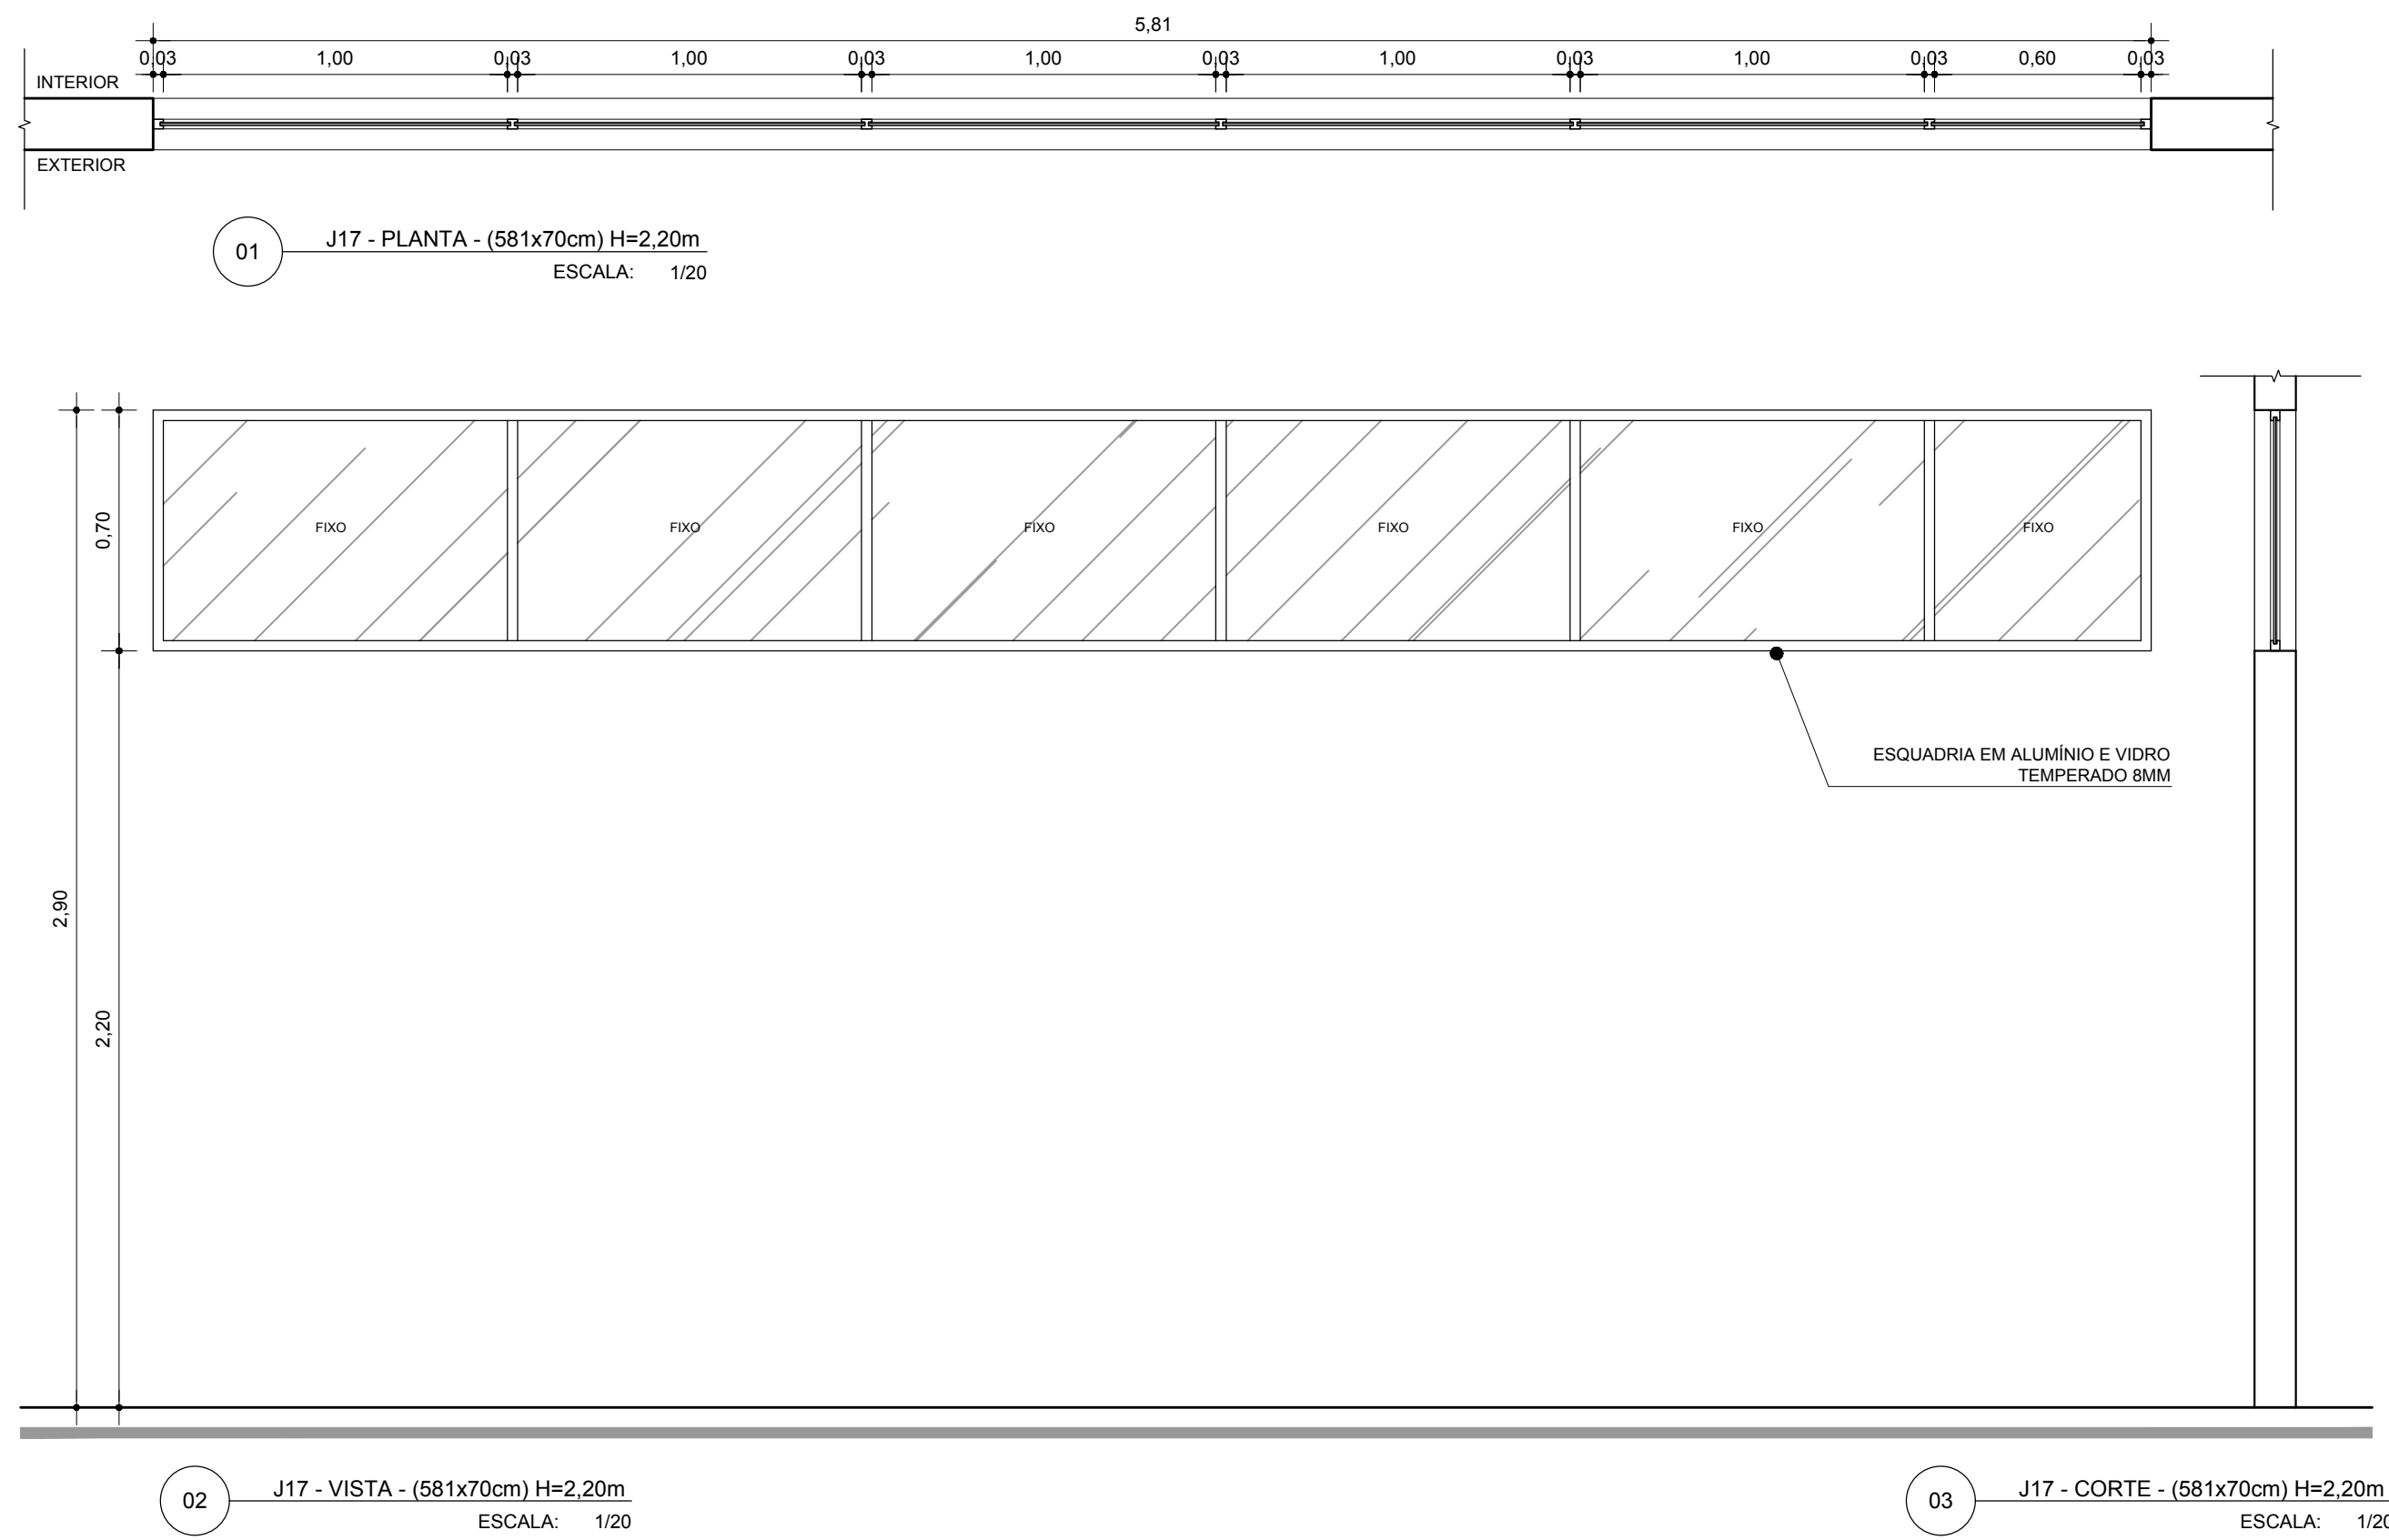 5,81
0,03 1,00 0,03 1,00 0,03 1,00 0,03 1,00 0,03 1,00 0,03 0,60 0,03
INTERIOR
EXTERIOR
01
J17 - PLANTA - (581x70cm) H=2,20m
ESCALA: 1/20
0,70
FIXO FIXO FIXO FIXO FIXO FIXO
ESQUADRIA EM ALUMÍNIO E VIDRO
TEMPERADO 8MM
2,90
2,20
02
J17 - VISTA - (581x70cm) H=2,20m
ESCALA: 1/20
03
J17 - CORTE - (581x70cm) H=2,20m
ESCALA: 1/20